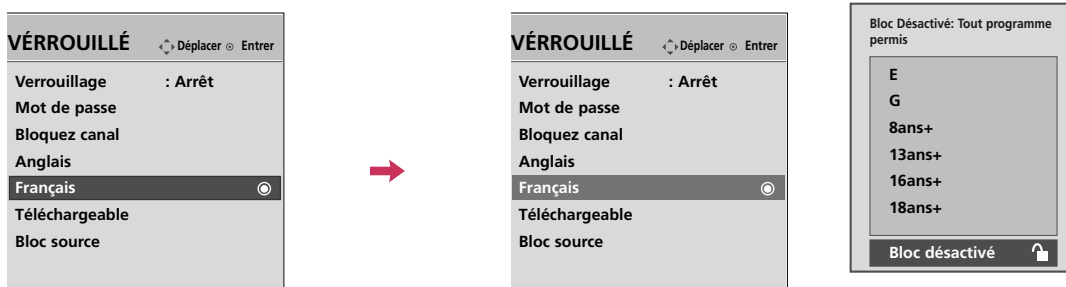 VÉRROUILLÉ Déplacer Entrer
Verrouillage : Arrêt
Mot de passe
Bloquez canal
Anglais
Français
Téléchargeable
Bloc source
VÉRROUILLÉ Déplacer Entrer
Verrouillage : Arrêt
Mot de passe
Bloquez canal
Anglais
Français
Téléchargeable
Bloc source
Bloc Désactivé: Tout programme
permis
E
G
8ans+
13ans+
16ans+
18ans+
Bloc désactivé